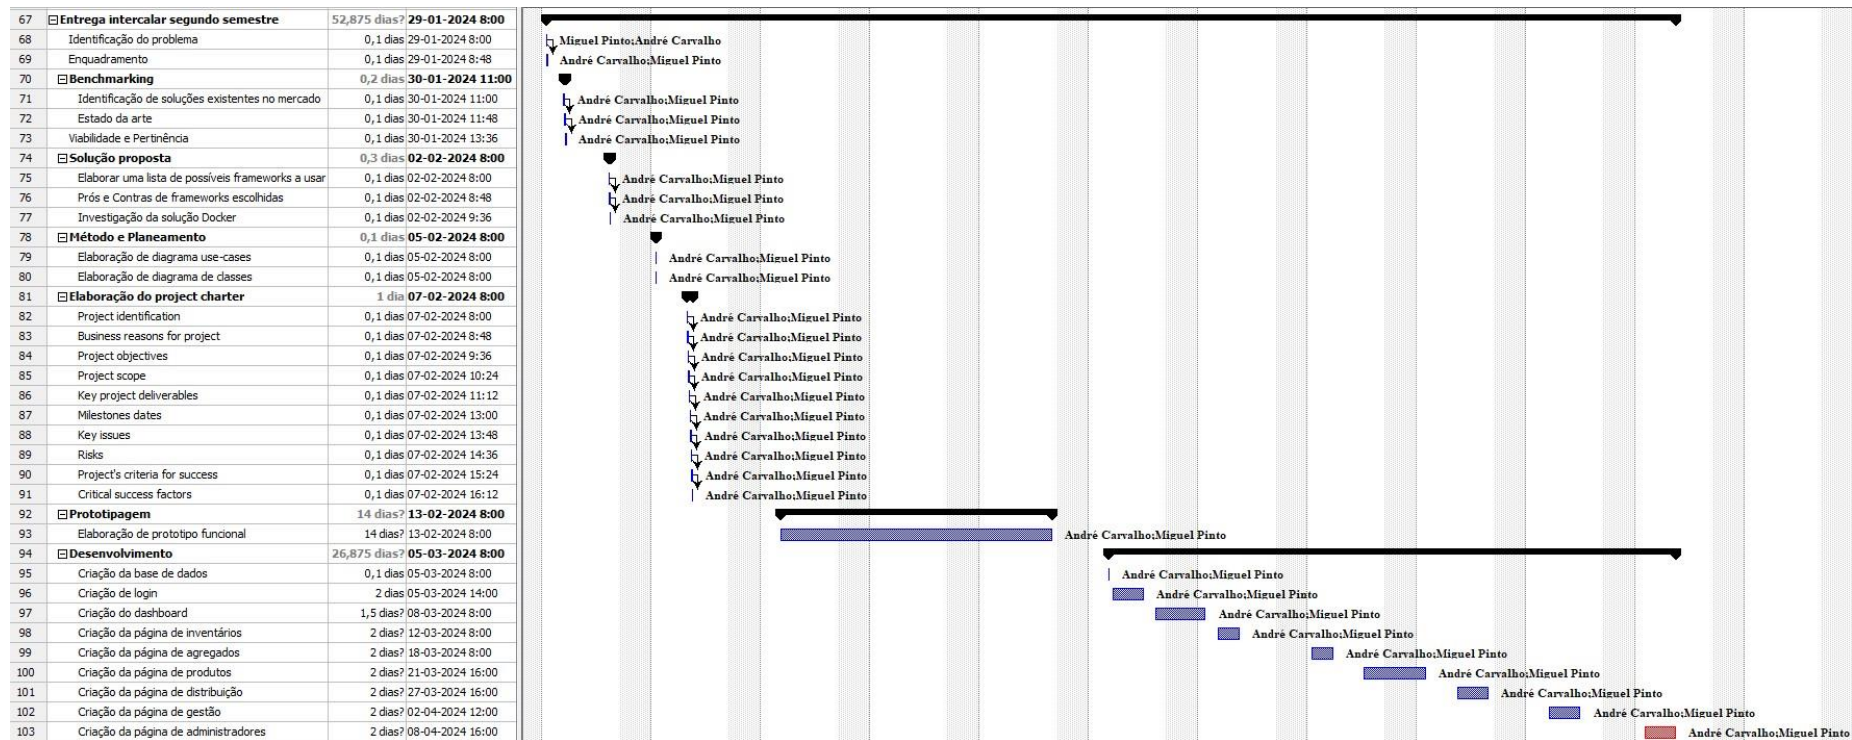 67 Entrega intercalar segundo semestre 52,875 dias? 29-01-2024 8:00
68 Identificação do problema 0,1 dias 29-01-2024 8:00 Miguel Pinto;André Carvalho
69 Enquadramento 0,1 dias 29-01-2024 8:48 André Carvalho;Miguel Pinto
70 Benchmarking 0,2 dias 30-01-2024 11:00
71 Identificação de soluções existentes no mercado 0,1 dias 30-01-2024 11:00 André Carvalho;Miguel Pinto
72 Estado da arte 0,1 dias 30-01-2024 11:48 André Carvalho;Miguel Pinto
73 Viabilidade e Pertinência 0,1 dias 30-01-2024 13:36 André Carvalho;Miguel Pinto
74 Solução proposta 0,3 dias 02-02-2024 8:00
75 Elaborar uma lista de possíveis frameworks a usar 0,1 dias 02-02-2024 8:00 André Carvalho;Miguel Pinto
76 Prós e Contras de frameworks escolhidas 0,1 dias 02-02-2024 8:48 André Carvalho;Miguel Pinto
77 Investigação da solução Docker 0,1 dias 02-02-2024 9:36 André Carvalho;Miguel Pinto
78 Método e Planeamento 0,1 dias 05-02-2024 8:00
79 Elaboração de diagrama use-cases 0,1 dias 05-02-2024 8:00 André Carvalho;Miguel Pinto
80 Elaboração de diagrama de classes 0,1 dias 05-02-2024 8:00 André Carvalho;Miguel Pinto
81 Elaboração do project charter 1 dia 07-02-2024 8:00
82 Project identification 0,1 dias 07-02-2024 8:00 André Carvalho;Miguel Pinto
83 Business reasons for project 0,1 dias 07-02-2024 8:48 André Carvalho;Miguel Pinto
84 Project objectives 0,1 dias 07-02-2024 9:36 André Carvalho;Miguel Pinto
85 Project scope 0,1 dias 07-02-2024 10:24 André Carvalho;Miguel Pinto
86 Key project deliverables 0,1 dias 07-02-2024 11:12 André Carvalho;Miguel Pinto
87 Milestones dates 0,1 dias 07-02-2024 13:00 André Carvalho;Miguel Pinto
88 Key issues 0,1 dias 07-02-2024 13:48 André Carvalho;Miguel Pinto
89 Risks 0,1 dias 07-02-2024 14:36 André Carvalho;Miguel Pinto
90 Project's criteria for success 0,1 dias 07-02-2024 15:24 André Carvalho;Miguel Pinto
91 Critical success factors 0,1 dias 07-02-2024 16:12 André Carvalho;Miguel Pinto
92 Prototipagem 14 dias? 13-02-2024 8:00
93 Elaboração de prototipo funcional 14 dias? 13-02-2024 8:00 André Carvalho;Miguel Pinto
94 Desenvolvimento 26,875 dias? 05-03-2024 8:00
95 Criação da base de dados 0,1 dias 05-03-2024 8:00 André Carvalho;Miguel Pinto
96 Criação de login 2 dias 05-03-2024 14:00 André Carvalho;Miguel Pinto
97 Criação do dashboard 1,5 dias? 08-03-2024 8:00 André Carvalho;Miguel Pinto
98 Criação da página de inventários 2 dias? 12-03-2024 8:00 André Carvalho;Miguel Pinto
99 Criação da página de agregados 2 dias? 18-03-2024 8:00 André Carvalho;Miguel Pinto
100 Criação da página de produtos 2 dias? 21-03-2024 16:00 André Carvalho;Miguel Pinto
101 Criação da página de distribuição 2 dias? 27-03-2024 16:00 André Carvalho;Miguel Pinto
102 Criação da página de gestão 2 dias? 02-04-2024 12:00 André Carvalho;Miguel Pinto
103 Criação da página de administradores 2 dias? 08-04-2024 16:00 André Carvalho;Miguel Pinto